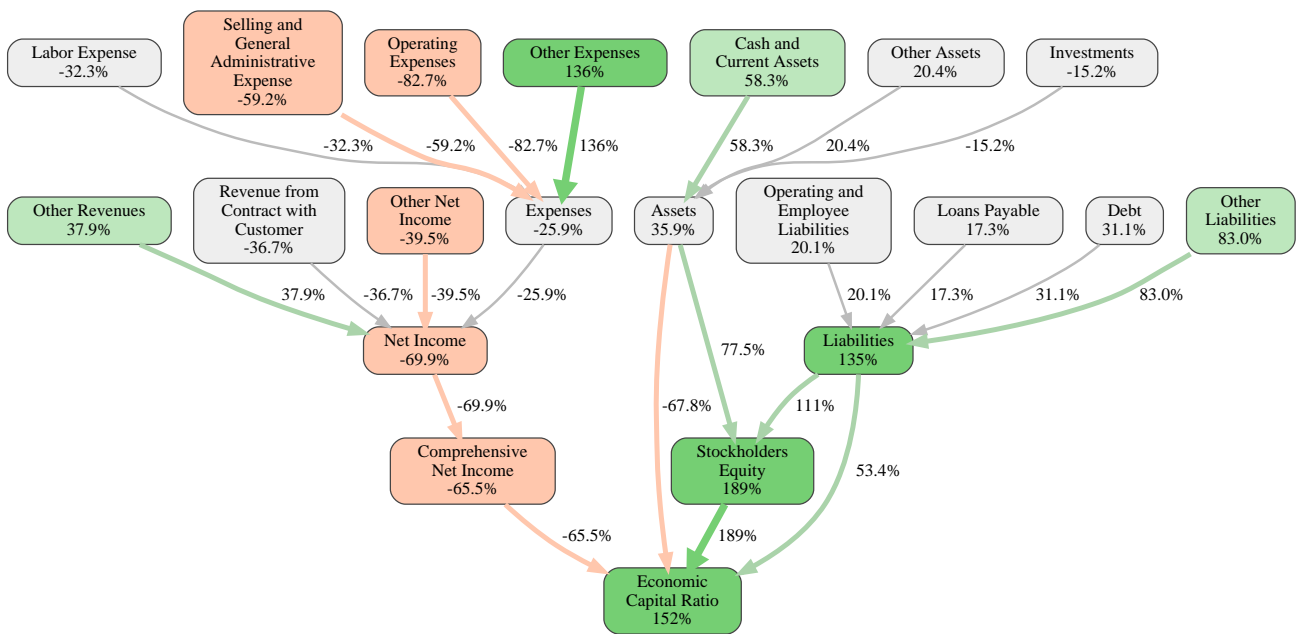 Labor Expense
-32.3%
Selling and
General
Administrative
Expense
-59.2%
Operating
Expenses
-82.7%
Other Expenses
136%
Cash and
Current Assets
58.3%
Other Assets
20.4%
Investments
-15.2%
-32.3%
-59.2%
-82.7%
136%
58.3%
20.4%
-15.2%
Other Revenues
37.9%
Revenue from
Contract with
Customer
-36.7%
Other Net
Income
-39.5%
Expenses
-25.9%
Assets
35.9%
Operating and
Employee
Liabilities
20.1%
Loans Payable
17.3%
Debt
31.1%
Other
Liabilities
83.0%
37.9%
-36.7%
-39.5%
-25.9%
20.1%
17.3%
31.1%
83.0%
Net Income
-69.9%
77.5%
Liabilities
135%
-69.9%
-67.8%
111%
Comprehensive
Net Income
-65.5%
Stockholders
Equity
189%
53.4%
-65.5%
189%
Economic
Capital Ratio
152%